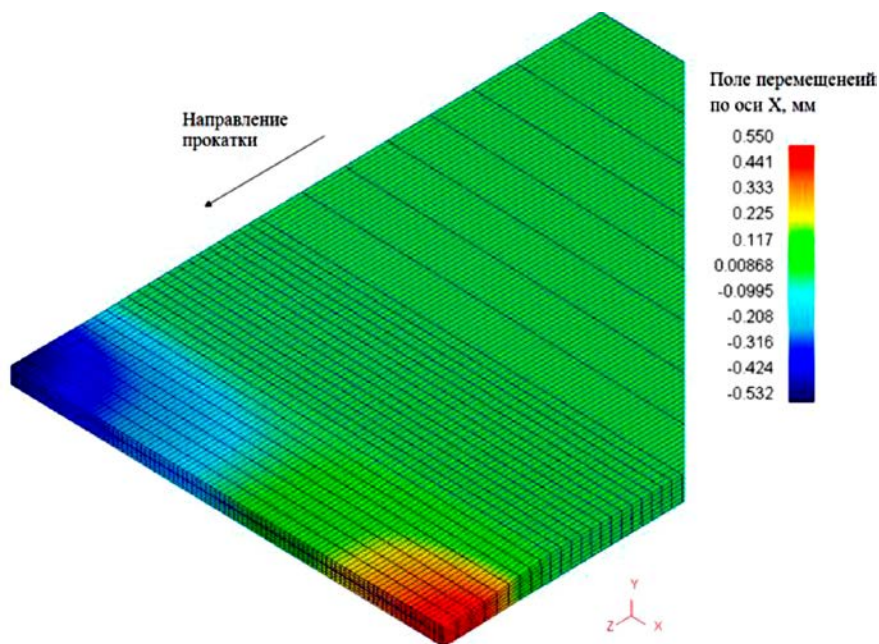 Направление
прокатки
Поле перемещенеий
по оси X, мм
0.550
0.441
0.333
0.225
0.117
0.00868
-0.0995
-0.208
-0.316
-0.424
-0.532
Y
Z
X